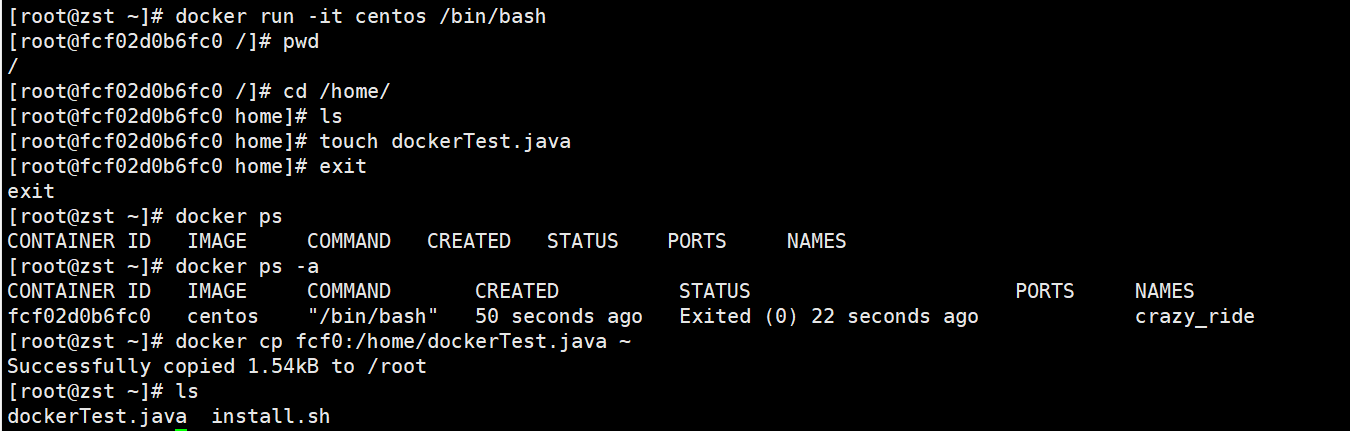 [root@zst ~]# docker run -it centos /bin/bash
[root@fcf02d0b6fc0 /]# pwd
/
[root@fcf02d0b6fc0 /]# cd /home/
[root@fcf02d0b6fc0 home]# ls
[root@fcf02d0b6fc0 home]# touch dockerTest.java
[root@fcf02d0b6fc0 home]# exit
exit
[root@zst ~]# docker ps
CONTAINER ID   IMAGE     COMMAND   CREATED   STATUS    PORTS     NAMES
[root@zst ~]# docker ps -a
CONTAINER ID   IMAGE     COMMAND       CREATED          STATUS                      PORTS     NAMES
fcf02d0b6fc0   centos    "/bin/bash"   50 seconds ago   Exited (0) 22 seconds ago             crazy_ride
[root@zst ~]# docker cp fcf0:/home/dockerTest.java ~
Successfully copied 1.54kB to /root
[root@zst ~]# ls
dockerTest.java  install.sh